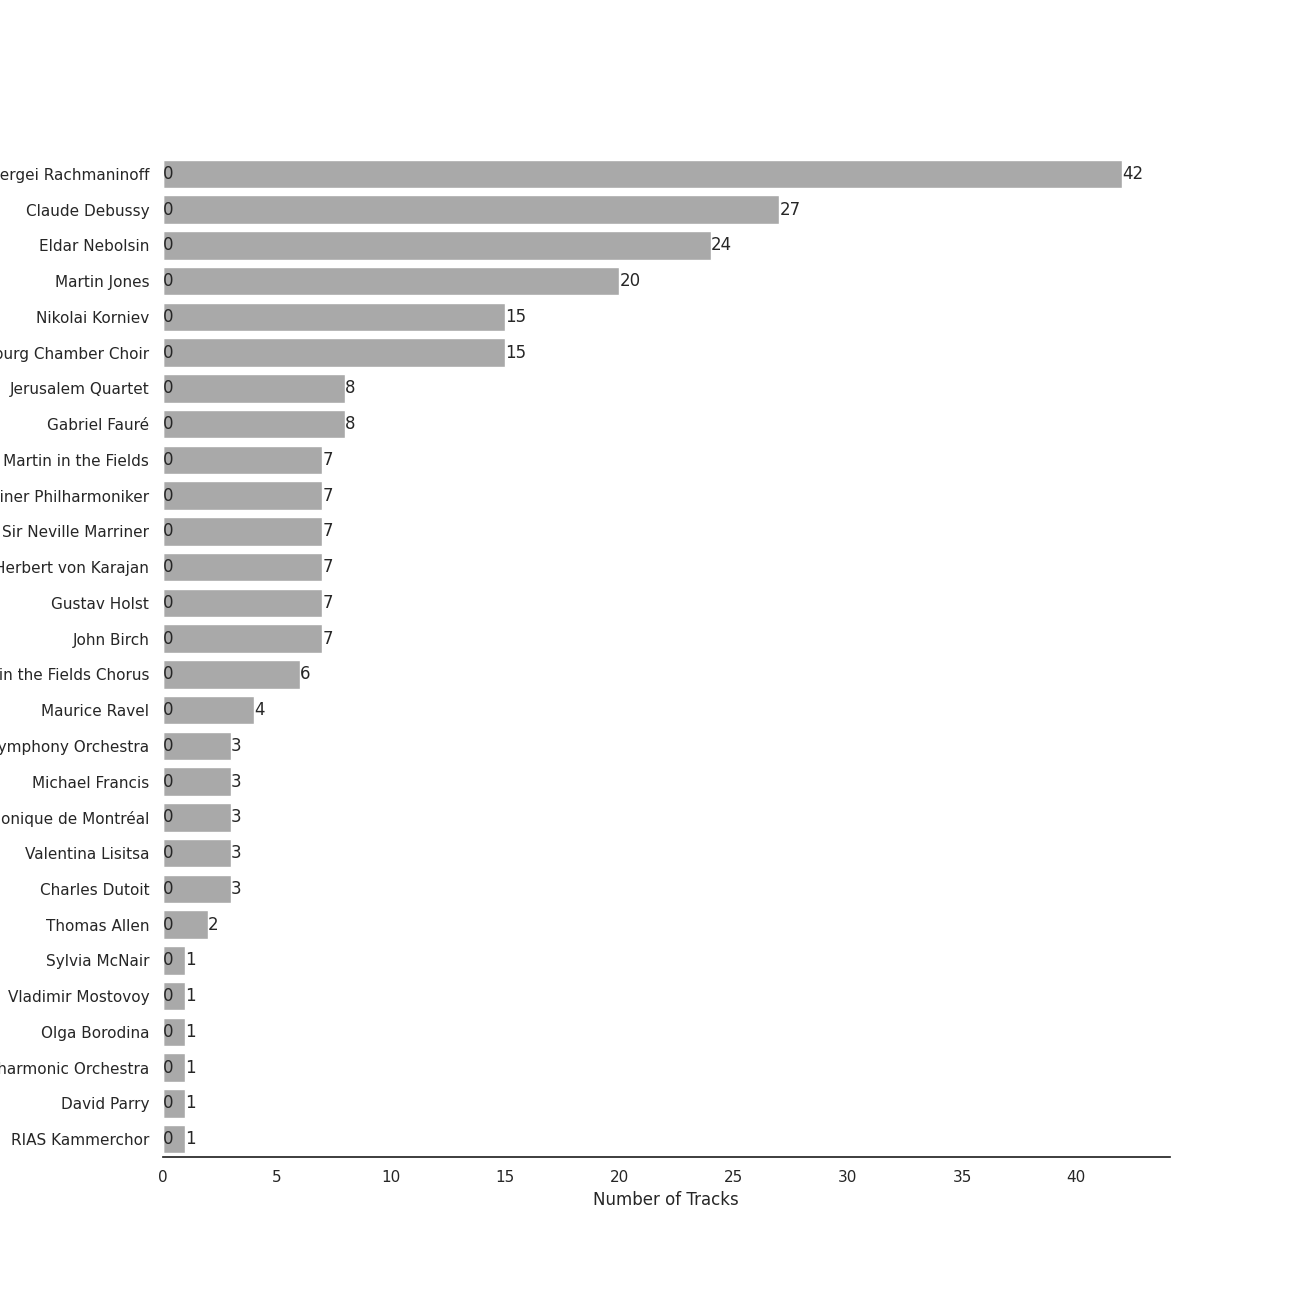 ergei Rachmaninoff 0 42
Claude Debussy 0 27
Eldar Nebolsin 0 24
Martin Jones 0 20
Nikolai Korniev 0 15
burg Chamber Choir 0 15
Jerusalem Quartet 0 8
Gabriel Fauré 0 8
Martin in the Fields 0 7
iner Philharmoniker 0 7
Sir Neville Marriner 0 7
Herbert von Karajan 0 7
Gustav Holst 0 7
John Birch 0 7
in the Fields Chorus 0 6
Maurice Ravel 0 4
ymphony Orchestra 0 3
Michael Francis 0 3
onique de Montréal 0 3
Valentina Lisitsa 0 3
Charles Dutoit 0 3
Thomas Allen 0 2
Sylvia McNair 0 1
Vladimir Mostovoy 0 1
Olga Borodina 0 1
harmonic Orchestra 0 1
David Parry 0 1
RIAS Kammerchor 0 1
0 5 10 15 20 25 30 35 40
Number of Tracks